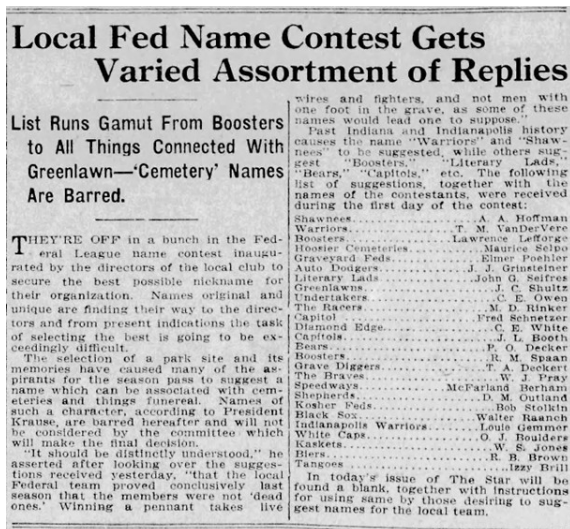 Local Fed Name Contest Gets
Varied Assortment of Replies
List Runs Gamut From Boosters
to All Things Connected With
Greenlawn—'Cemetery' Names
Are Barred.
THEY'RE OFF in a bunch in the Fed-
eral League name contest inaugu-
rated by the directors of the local club to
secure the best possible nickname for
their organization. Names original and
unique are finding their way to the direc-
tors and from present indications the task
of selecting the best is going to be ex-
ceedingly difficult.
The selection of a park site and its
memories have caused many of the as-
pirants for the season pass to suggest a
name which can be associated with cem-
eteries and things funereal. Names of
such a character, according to President
Krause, are barred hereafter and will not
be considered by the committee which
will make the final decision.
"It should be distinctly understood," he
asserted after looking over the sugges-
tions received yesterday, "that the local
Federal team proved conclusively last
season that the members were not 'dead
ones.' Winning a pennant takes live
wires and fighters, and not men with
one foot in the grave, as some of these
names would lead one to suppose."
Past Indiana and Indianapolis history
causes the name "Warriors" and "Shaw-
nees" to be suggested, while others sug-
gest "Boosters," "Literary Lads,"
"Bears," "Capitols," etc. The following
list of suggestions, together with the
names of the contestants, were received
during the first day of the contest:
Shawnees....................A. A. Hoffman
Warriors....................T. M. VanDerVere
Boosters....................Lawrence Lefforge
Hoosier Cemeteries..........Maurice Selpo
Graveyard Feds..............Elmer Poehler
Auto Dodgers................J. J. Grinsteiner
Literary Lads...............John G. Seifres
Greenlawns..................J. C. Shultz
Undertakers.................C. E. Owen
The Racers..................M. D. Rinker
Capitol.....................Fred Schnetzer
Diamond Edge................C. E. White
Capitols....................J. L. Booth
Bears.......................P. O. Decker
Boosters....................R. M. Spaan
Grave Diggers...............T. A. Deckert
The Braves..................W. J. Pray
Speedways...................McFarland Berham
Shepherds...................D. M. Outland
Kosher Feds.................Bob Stolkin
Black Sox...................Walter Raasch
Indianapolis Warriors.......Louie Gemmer
White Caps..................O. J. Boulders
Kaskets.....................W. S. Jones
Biers.......................R. B. Brown
Tangoes.....................Izzy Brill
In today's issue of The Star will be
found a blank, together with instructions
for using same by those desiring to sug-
gest names for the local team.